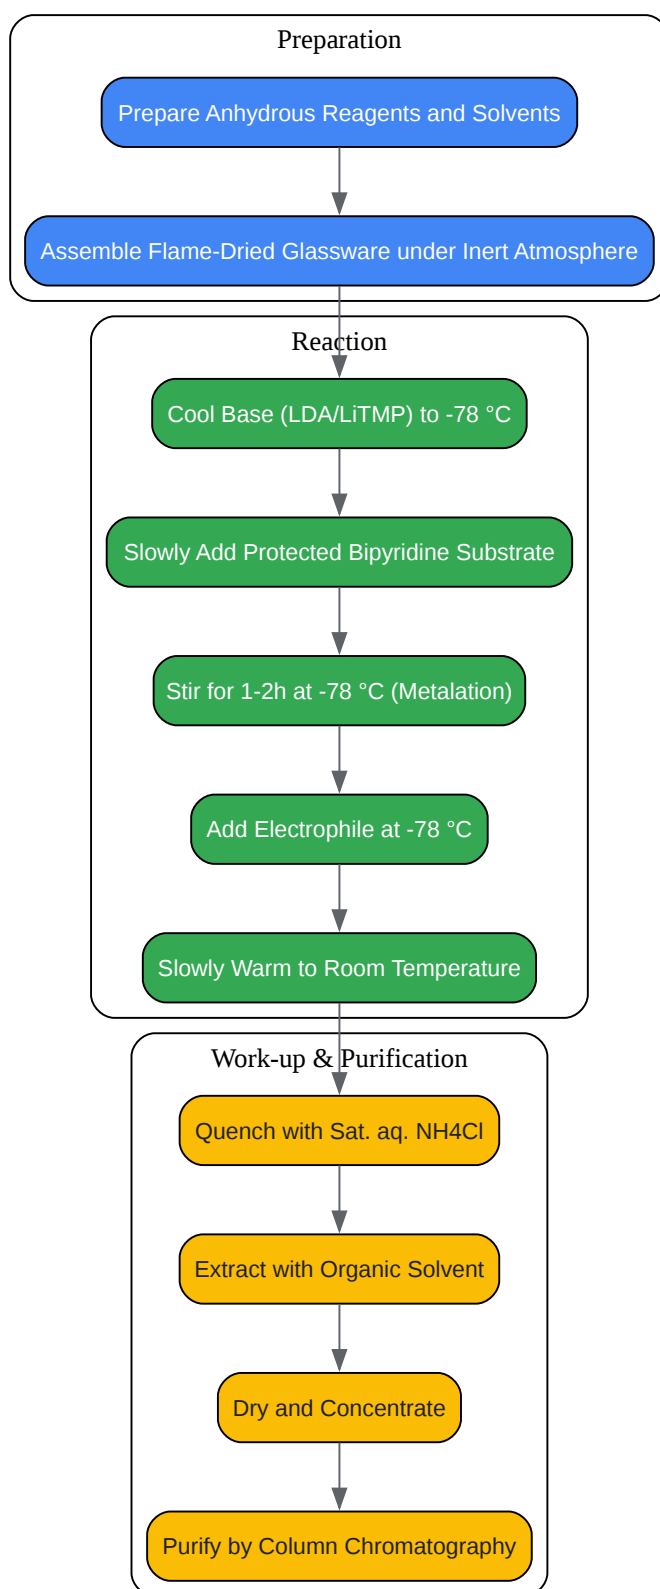 Preparation
Prepare Anhydrous Reagents and Solvents
Assemble Flame-Dried Glassware under Inert Atmosphere
Reaction
Cool Base (LDA/LiTMP) to -78 °C
Slowly Add Protected Bipyridine Substrate
Stir for 1-2h at -78 °C (Metalation)
Add Electrophile at -78 °C
Slowly Warm to Room Temperature
Work-up & Purification
Quench with Sat. aq. NH4Cl
Extract with Organic Solvent
Dry and Concentrate
Purify by Column Chromatography